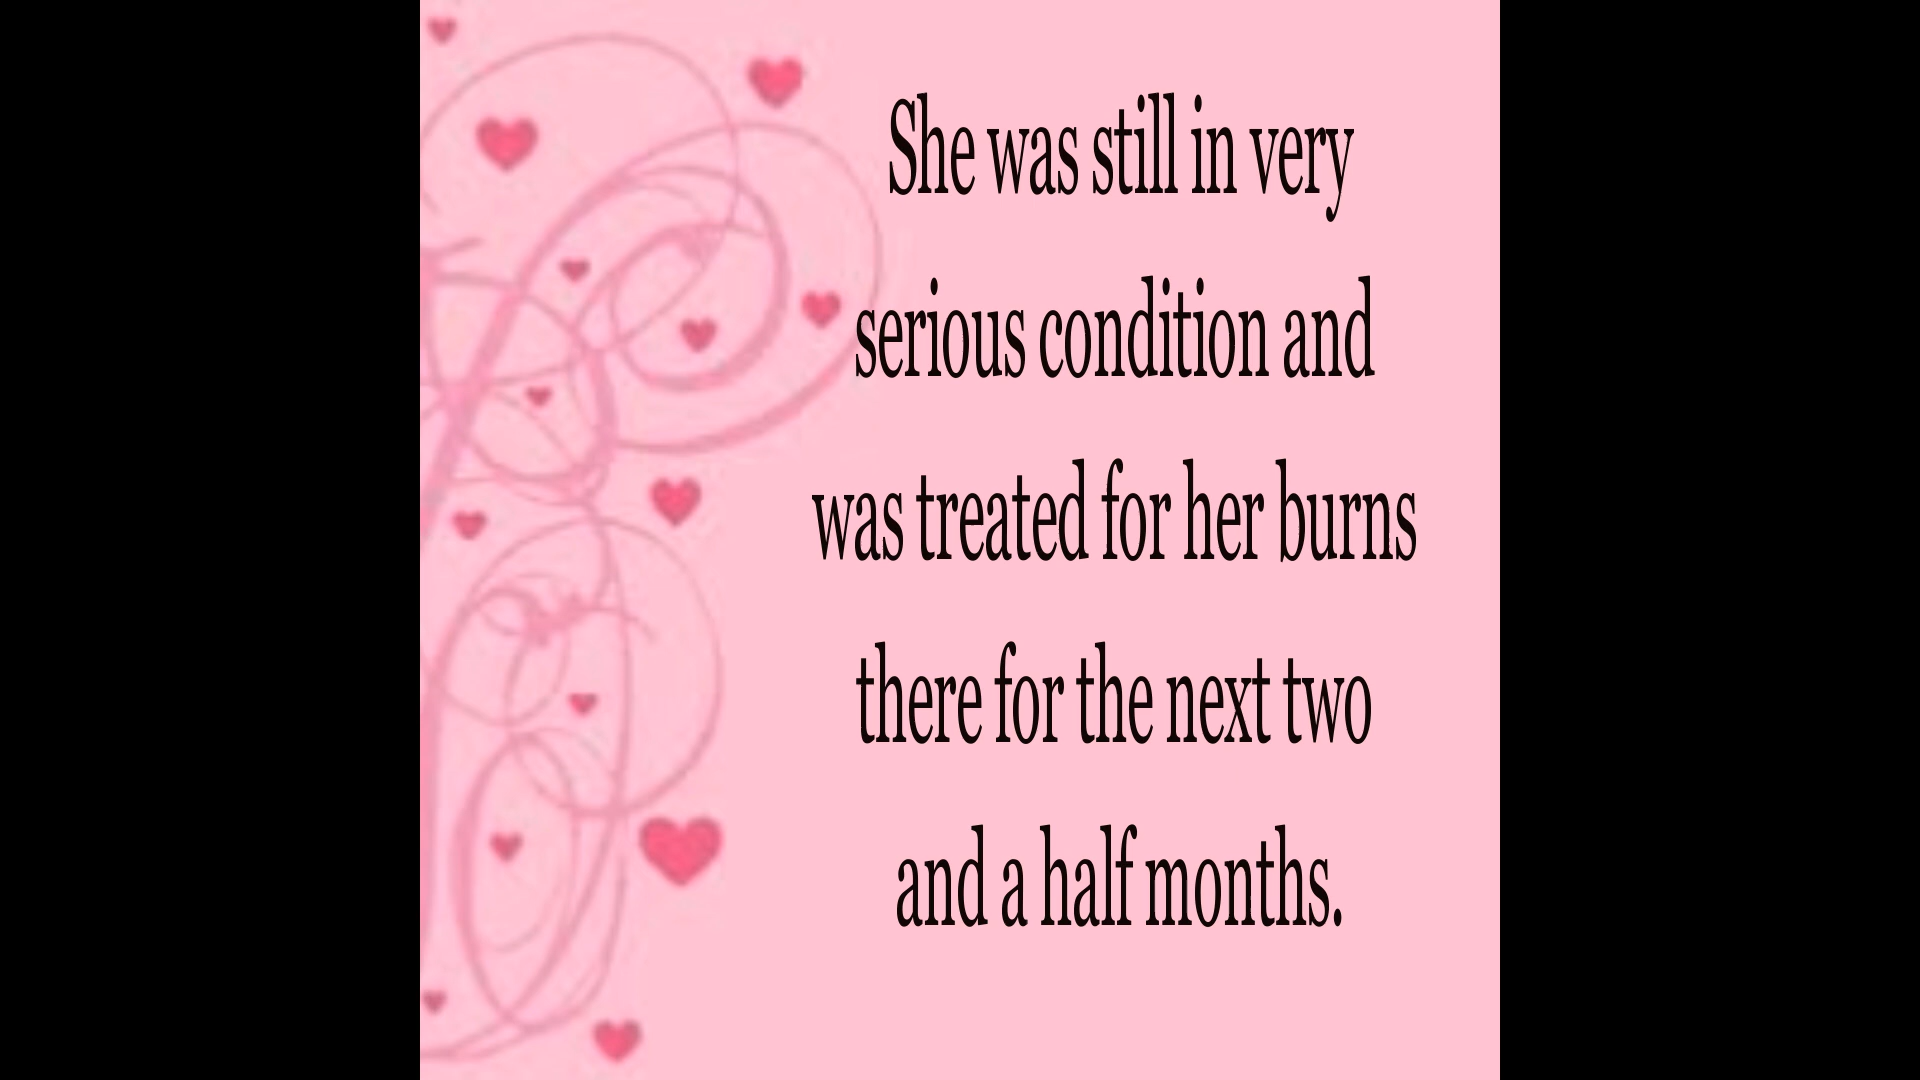 She was still in very
serious condition and
was treated for her burns
there for the next two
and a half months.